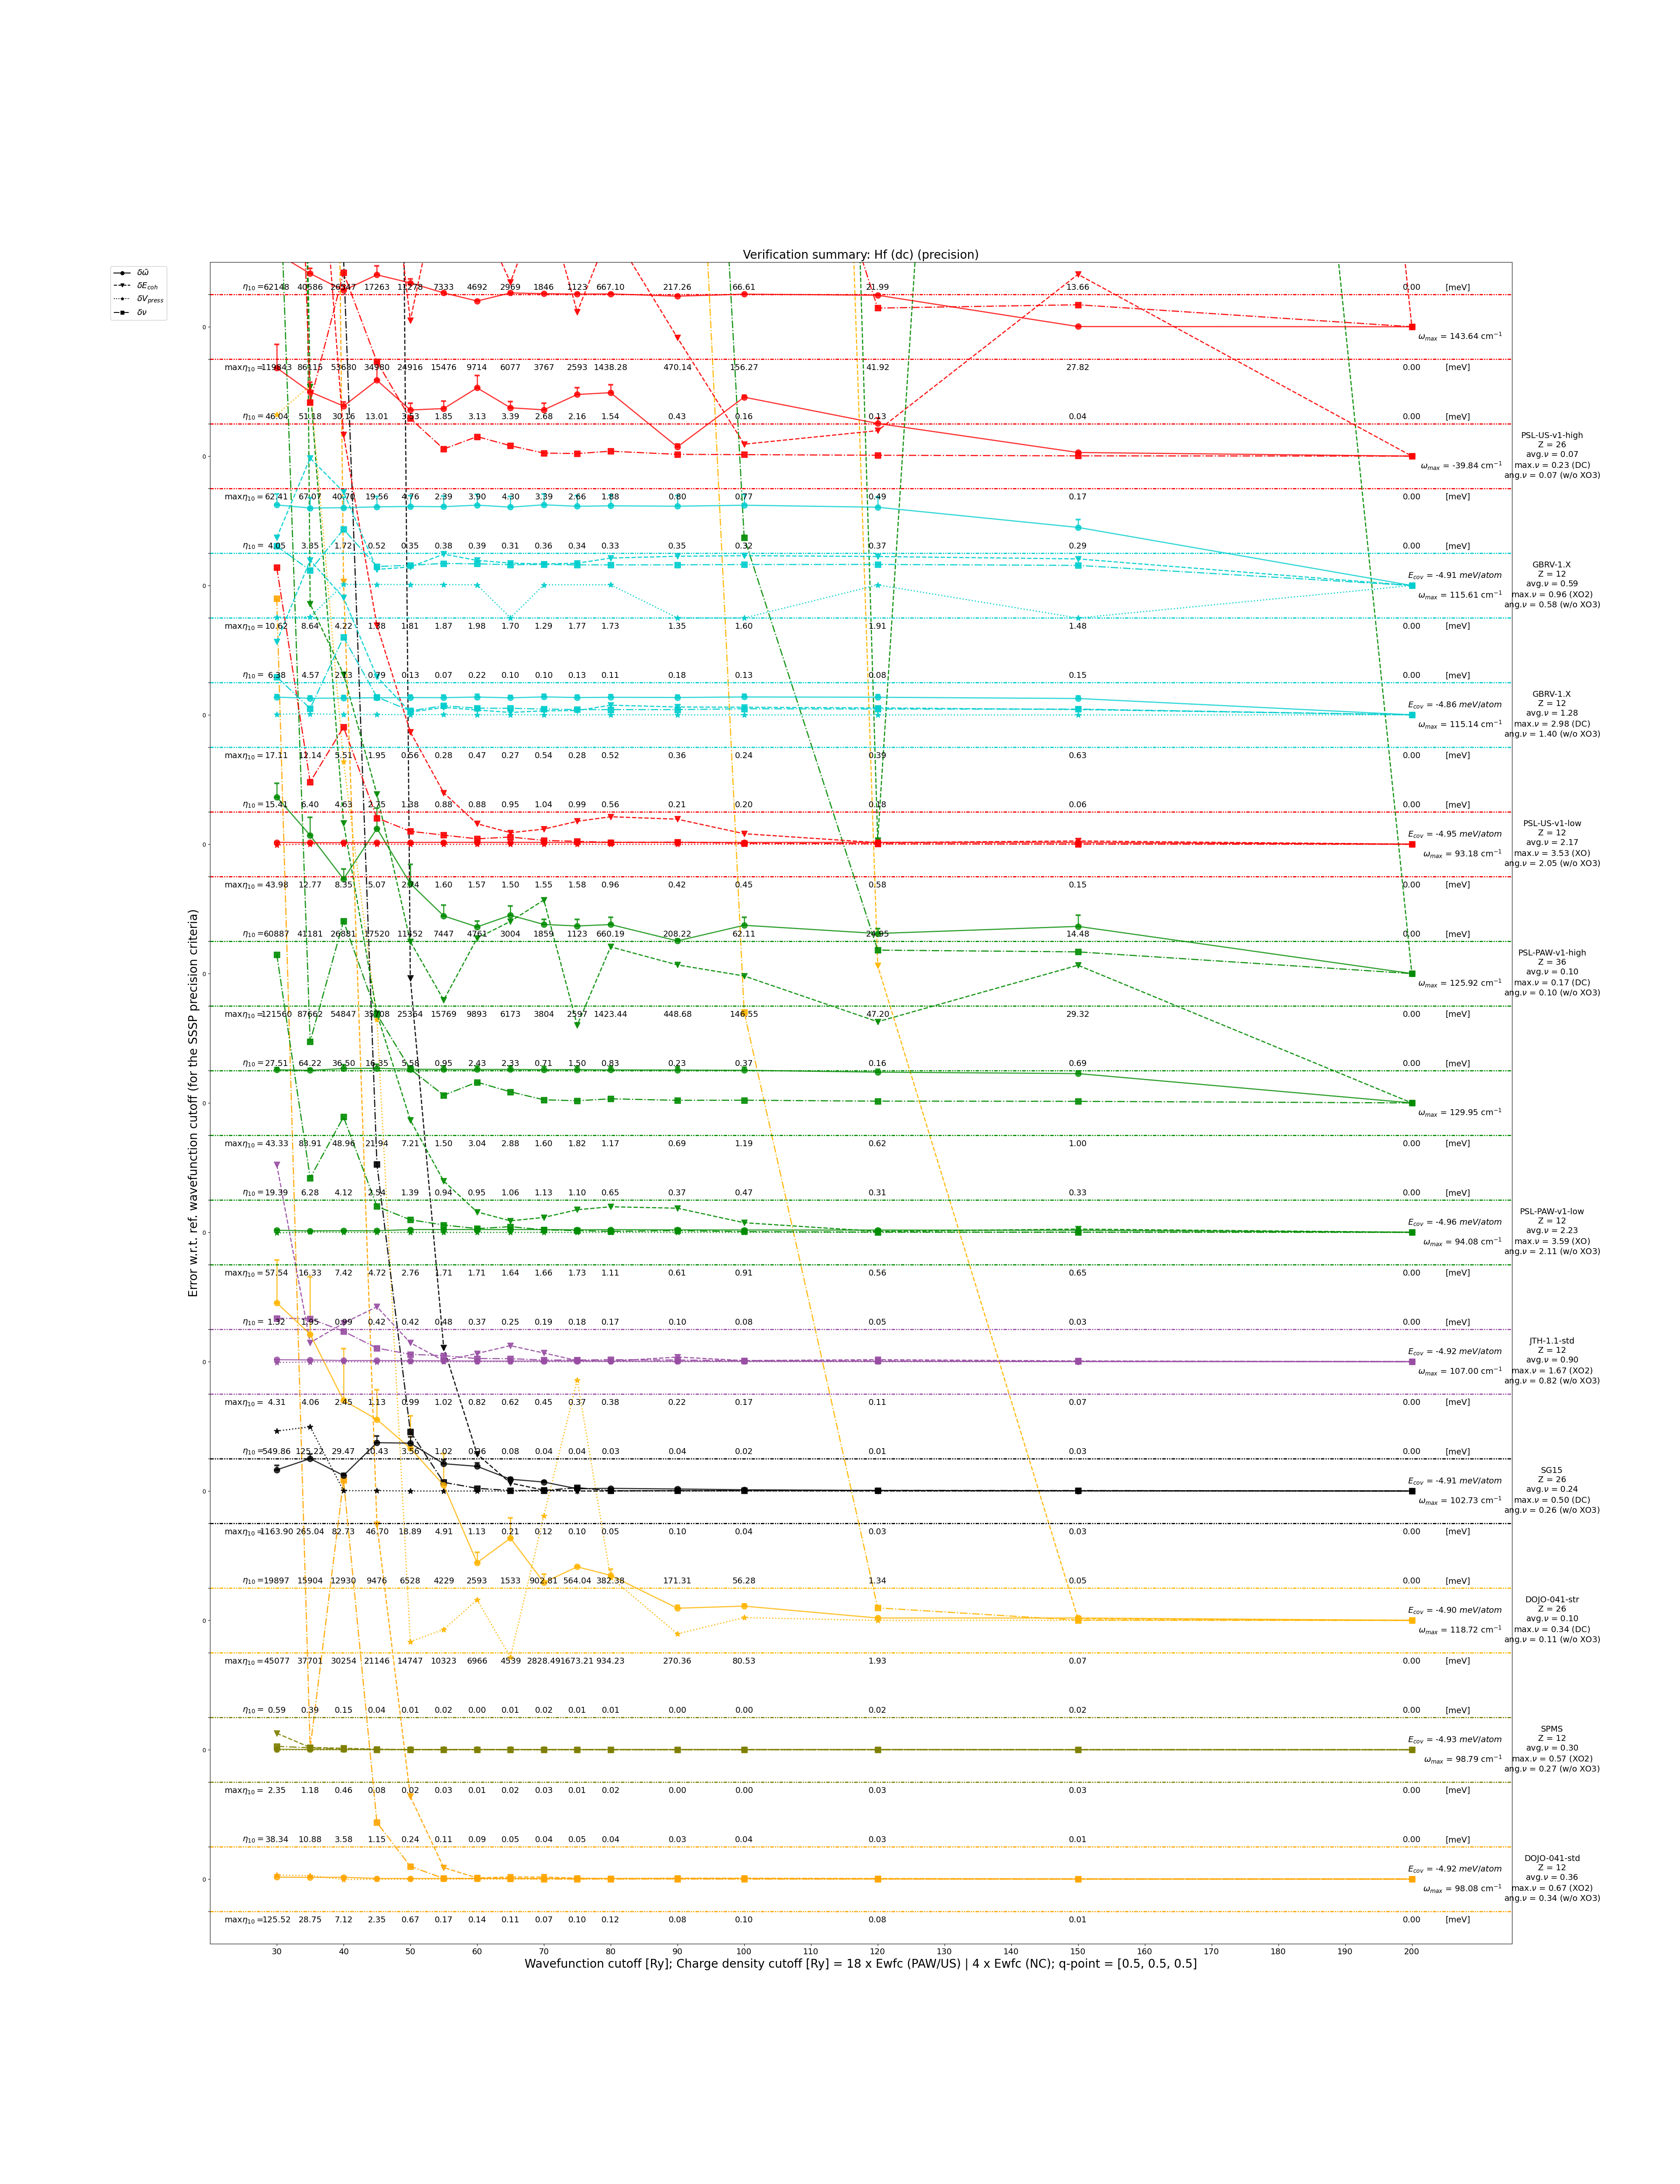 Verification summary: Hf (dc) (precision)
δω̄
δE_coh
δV_press
δν
η₁₀ = 62148 40586 17263 7333 4692 2969 1846 1123 667.10 217.26 66.61 21.99 13.66 0.00 [meV]
0
ω_max = 143.64 cm⁻¹
maxη₁₀ = 119843 86115 53680 34980 24916 15476 9714 6077 3767 2593 1438.28 470.14 156.27 41.92 27.82 0.00 [meV]
η₁₀ = 46.04 51.18 30.16 13.01 1.85 3.13 3.39 2.68 2.16 1.54 0.43 0.16 0.13 0.04 0.00 [meV]
PSL-US-v1-high
Z = 26
0
avg.ν = 0.07
ω_max = -39.84 cm⁻¹
max.ν = 0.23 (DC)
ang.ν = 0.07 (w/o XO3)
maxη₁₀ = 62.41 67.07 40.70 19.56 4.76 2.39 3.90 4.30 3.39 2.66 1.88 0.80 0.77 0.49 0.17 0.00 [meV]
η₁₀ = 4.05 3.85 1.72 0.52 0.35 0.38 0.39 0.31 0.36 0.34 0.33 0.35 0.32 0.37 0.29 0.00 [meV]
GBRV-1.X
Z = 12
0
E_cov = -4.91 meV/atom
avg.ν = 0.59
ω_max = 115.61 cm⁻¹
max.ν = 0.96 (XO2)
ang.ν = 0.58 (w/o XO3)
maxη₁₀ = 10.62 8.64 4.22 1.88 1.81 1.87 1.98 1.70 1.29 1.77 1.73 1.35 1.60 1.91 1.48 0.00 [meV]
η₁₀ = 6.38 4.57 2.13 0.79 0.13 0.07 0.22 0.10 0.10 0.13 0.11 0.18 0.13 0.08 0.15 0.00 [meV]
GBRV-1.X
Z = 12
0
E_cov = -4.86 meV/atom
avg.ν = 1.28
ω_max = 115.14 cm⁻¹
max.ν = 2.98 (DC)
ang.ν = 1.40 (w/o XO3)
maxη₁₀ = 17.11 12.14 5.51 1.95 0.56 0.28 0.47 0.27 0.54 0.28 0.52 0.36 0.24 0.39 0.63 0.00 [meV]
η₁₀ = 15.41 6.40 4.63 2.75 1.38 0.88 0.88 0.95 1.04 0.99 0.56 0.21 0.20 0.18 0.06 0.00 [meV]
PSL-US-v1-low
Z = 12
0
E_cov = -4.95 meV/atom
avg.ν = 2.17
ω_max = 93.18 cm⁻¹
max.ν = 3.53 (XO)
ang.ν = 2.05 (w/o XO3)
maxη₁₀ = 43.98 12.77 8.35 5.07 1.60 1.57 1.50 1.55 1.58 0.96 0.42 0.45 0.58 0.15 0.00 [meV]
η₁₀ = 60887 41181 26881 17520 11452 7447 4761 3004 1859 1123 660.19 208.22 62.11 24.95 14.48 0.00 [meV]
PSL-PAW-v1-high
Z = 36
0
avg.ν = 0.10
ω_max = 125.92 cm⁻¹
max.ν = 0.17 (DC)
ang.ν = 0.10 (w/o XO3)
maxη₁₀ = 121560 87662 54847 25364 15769 9893 6173 3804 2597 1423.44 448.68 146.55 47.20 29.32 0.00 [meV]
η₁₀ = 27.51 64.22 36.50 16.35 5.58 0.95 2.43 2.33 0.71 1.50 0.83 0.23 0.37 0.16 0.69 0.00 [meV]
0
ω_max = 129.95 cm⁻¹
maxη₁₀ = 43.33 83.91 48.96 21.94 7.21 1.50 3.04 2.88 1.60 1.82 1.17 0.69 1.19 0.62 1.00 0.00 [meV]
η₁₀ = 19.39 6.28 4.12 2.54 1.39 0.94 0.95 1.06 1.13 1.10 0.65 0.37 0.47 0.31 0.33 0.00 [meV]
PSL-PAW-v1-low
Z = 12
0
E_cov = -4.96 meV/atom
avg.ν = 2.23
ω_max = 94.08 cm⁻¹
max.ν = 3.59 (XO)
ang.ν = 2.11 (w/o XO3)
maxη₁₀ = 57.54 16.33 7.42 4.72 2.76 1.71 1.71 1.64 1.66 1.73 1.11 0.61 0.91 0.56 0.65 0.00 [meV]
η₁₀ = 1.32 1.95 0.99 0.42 0.42 0.48 0.37 0.25 0.19 0.18 0.17 0.10 0.08 0.05 0.03 0.00 [meV]
JTH-1.1-std
Z = 12
0
E_cov = -4.92 meV/atom
avg.ν = 0.90
ω_max = 107.00 cm⁻¹
max.ν = 1.67 (XO2)
ang.ν = 0.82 (w/o XO3)
maxη₁₀ = 4.31 4.06 2.45 1.13 0.99 1.02 0.82 0.62 0.45 0.37 0.38 0.22 0.17 0.11 0.07 0.00 [meV]
η₁₀ = 549.86 125.22 29.47 10.43 3.56 1.02 0.36 0.08 0.04 0.04 0.03 0.04 0.02 0.01 0.03 0.00 [meV]
SG15
Z = 26
0
E_cov = -4.91 meV/atom
avg.ν = 0.24
ω_max = 102.73 cm⁻¹
max.ν = 0.50 (DC)
ang.ν = 0.26 (w/o XO3)
maxη₁₀ = 1163.90 265.04 82.73 46.70 18.89 4.91 1.13 0.21 0.12 0.10 0.05 0.10 0.04 0.03 0.03 0.00 [meV]
η₁₀ = 19897 15904 12930 9476 6528 4229 2593 1533 902.81 564.04 382.38 171.31 56.28 1.34 0.05 0.00 [meV]
DOJO-041-str
Z = 26
0
E_cov = -4.90 meV/atom
avg.ν = 0.10
ω_max = 118.72 cm⁻¹
max.ν = 0.34 (DC)
ang.ν = 0.11 (w/o XO3)
maxη₁₀ = 45077 37701 30254 21146 14747 10323 6966 4539 2828.49 1673.21 934.23 270.36 80.53 1.93 0.07 0.00 [meV]
η₁₀ = 0.59 0.39 0.15 0.04 0.01 0.02 0.00 0.01 0.02 0.01 0.01 0.00 0.00 0.02 0.02 0.00 [meV]
SPMS
Z = 12
0
E_cov = -4.93 meV/atom
avg.ν = 0.30
ω_max = 98.79 cm⁻¹
max.ν = 0.57 (XO2)
ang.ν = 0.27 (w/o XO3)
maxη₁₀ = 2.35 1.18 0.46 0.08 0.02 0.03 0.01 0.02 0.03 0.01 0.01 0.00 0.00 0.03 0.03 0.00 [meV]
η₁₀ = 38.34 10.88 3.58 1.15 0.24 0.11 0.09 0.05 0.04 0.05 0.04 0.03 0.04 0.03 0.01 0.00 [meV]
DOJO-041-std
Z = 12
0
E_cov = -4.92 meV/atom
avg.ν = 0.36
ω_max = 98.08 cm⁻¹
max.ν = 0.67 (XO2)
ang.ν = 0.34 (w/o XO3)
maxη₁₀ = 125.52 28.75 7.12 2.35 0.67 0.17 0.14 0.11 0.07 0.10 0.12 0.08 0.10 0.08 0.01 0.00 [meV]
30 40 50 60 70 80 90 100 110 120 130 140 150 160 170 180 190 200
Wavefunction cutoff [Ry]; Charge density cutoff [Ry] = 18 x Ewfc (PAW/US) | 4 x Ewfc (NC); q-point = [0.5, 0.5, 0.5]
Error w.r.t. ref. wavefunction cutoff (for the SSSP precision criteria)